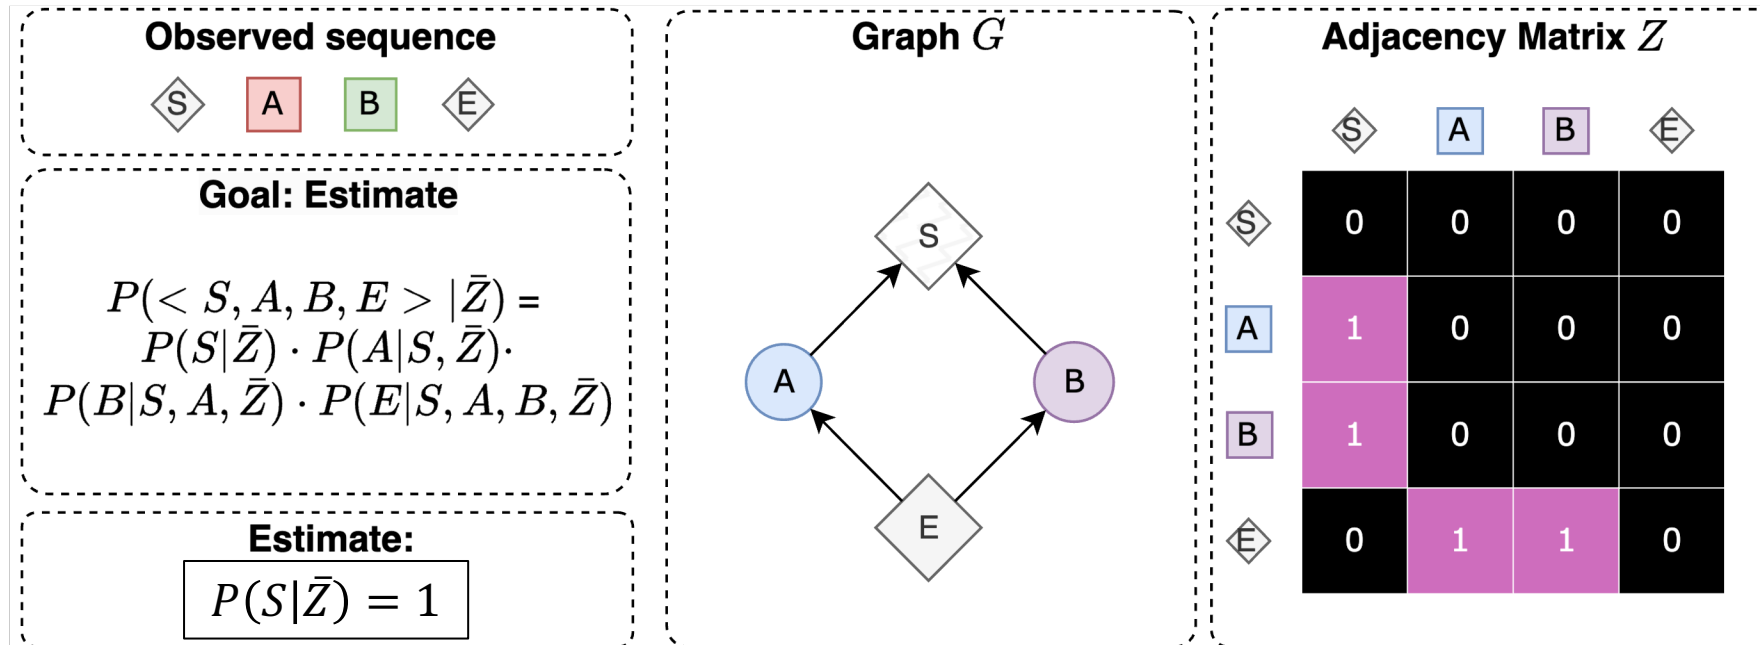 Observed sequence
S A B E
Goal: Estimate
P(< S, A, B, E > |Z̄) =
P(S|Z̄) · P(A|S, Z̄)·
P(B|S, A, Z̄) · P(E|S, A, B, Z̄)
Estimate:
P(S|Z̄) = 1
Graph G
S
A B
E
Adjacency Matrix Z
S A B E
S 0 0 0 0
A 1 0 0 0
B 1 0 0 0
E 0 1 1 0